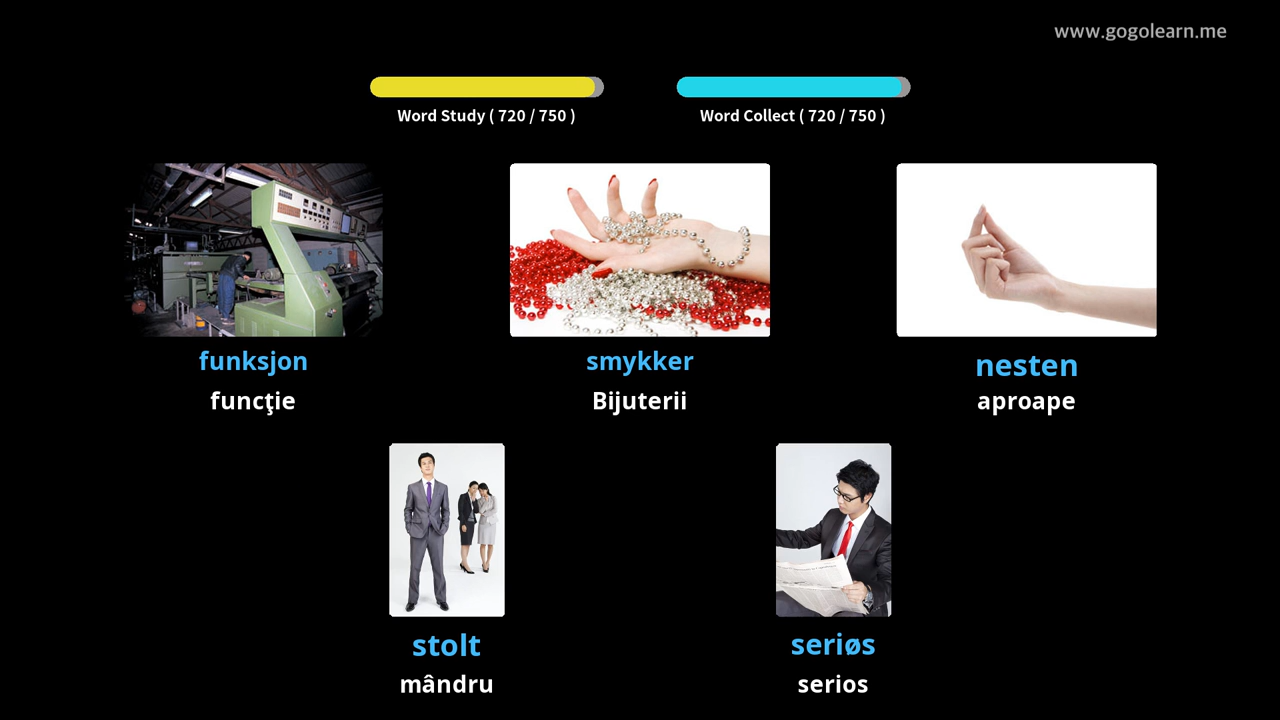 www.gogolearn.me
Word Study ( 720 / 750 )
Word Collect ( 720 / 750 )
funksjon
funcţie
smykker
Bijuterii
nesten
aproape
stolt
mândru
seriøs
serios